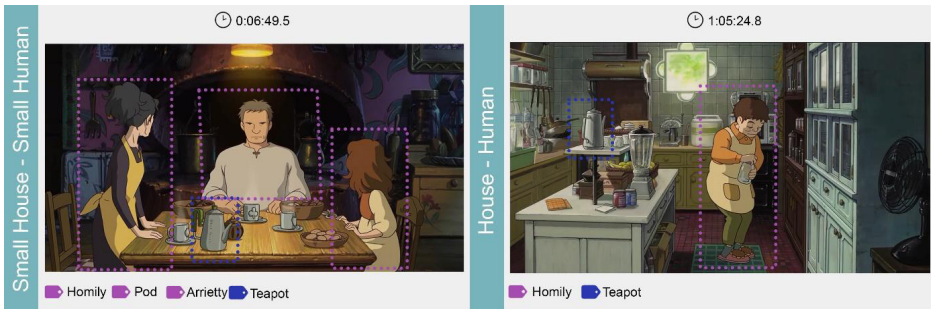 Small House - Small Human
0:06:49.5
Homily Pod Arrietty Teapot
House - Human
1:05:24.8
Homily Teapot